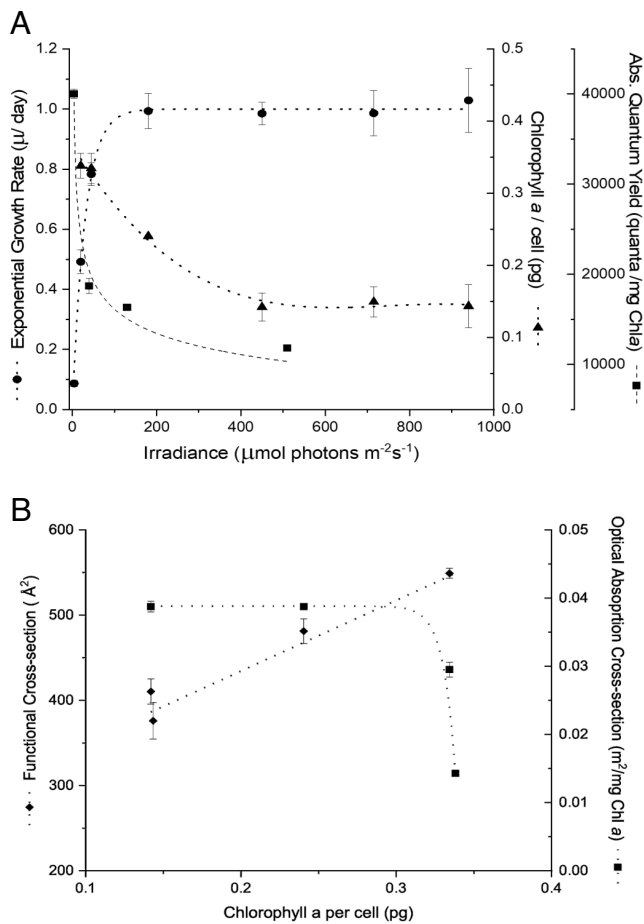 A
1.2
1.0
0.8
0.6
0.4
0.2
0.0
Exponential Growth Rate (μ/ day)
0 200 400 600 800 1000
Irradiance (μmol photons m⁻²s⁻¹)
0.5
0.4
0.3
0.2
0.1
0.0
Chlorophyll a / cell (pg)
40000
30000
20000
10000
Abs. Quantum Yield (quanta /mg Chla)
B
600
500
400
300
200
Functional Cross-section ( Å²)
0.1 0.2 0.3 0.4
Chlorophyll a per cell (pg)
0.05
0.04
0.03
0.02
0.01
0.00
Optical Absoprtion Cross-section (m²/mg Chl a)